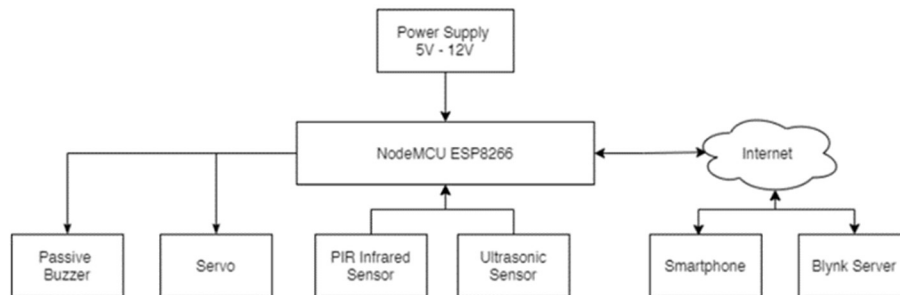 Power Supply
5V - 12V
NodeMCU ESP8266
Internet
Passive
Buzzer
Servo
PIR Infrared
Sensor
Ultrasonic
Sensor
Smartphone
Blynk Server